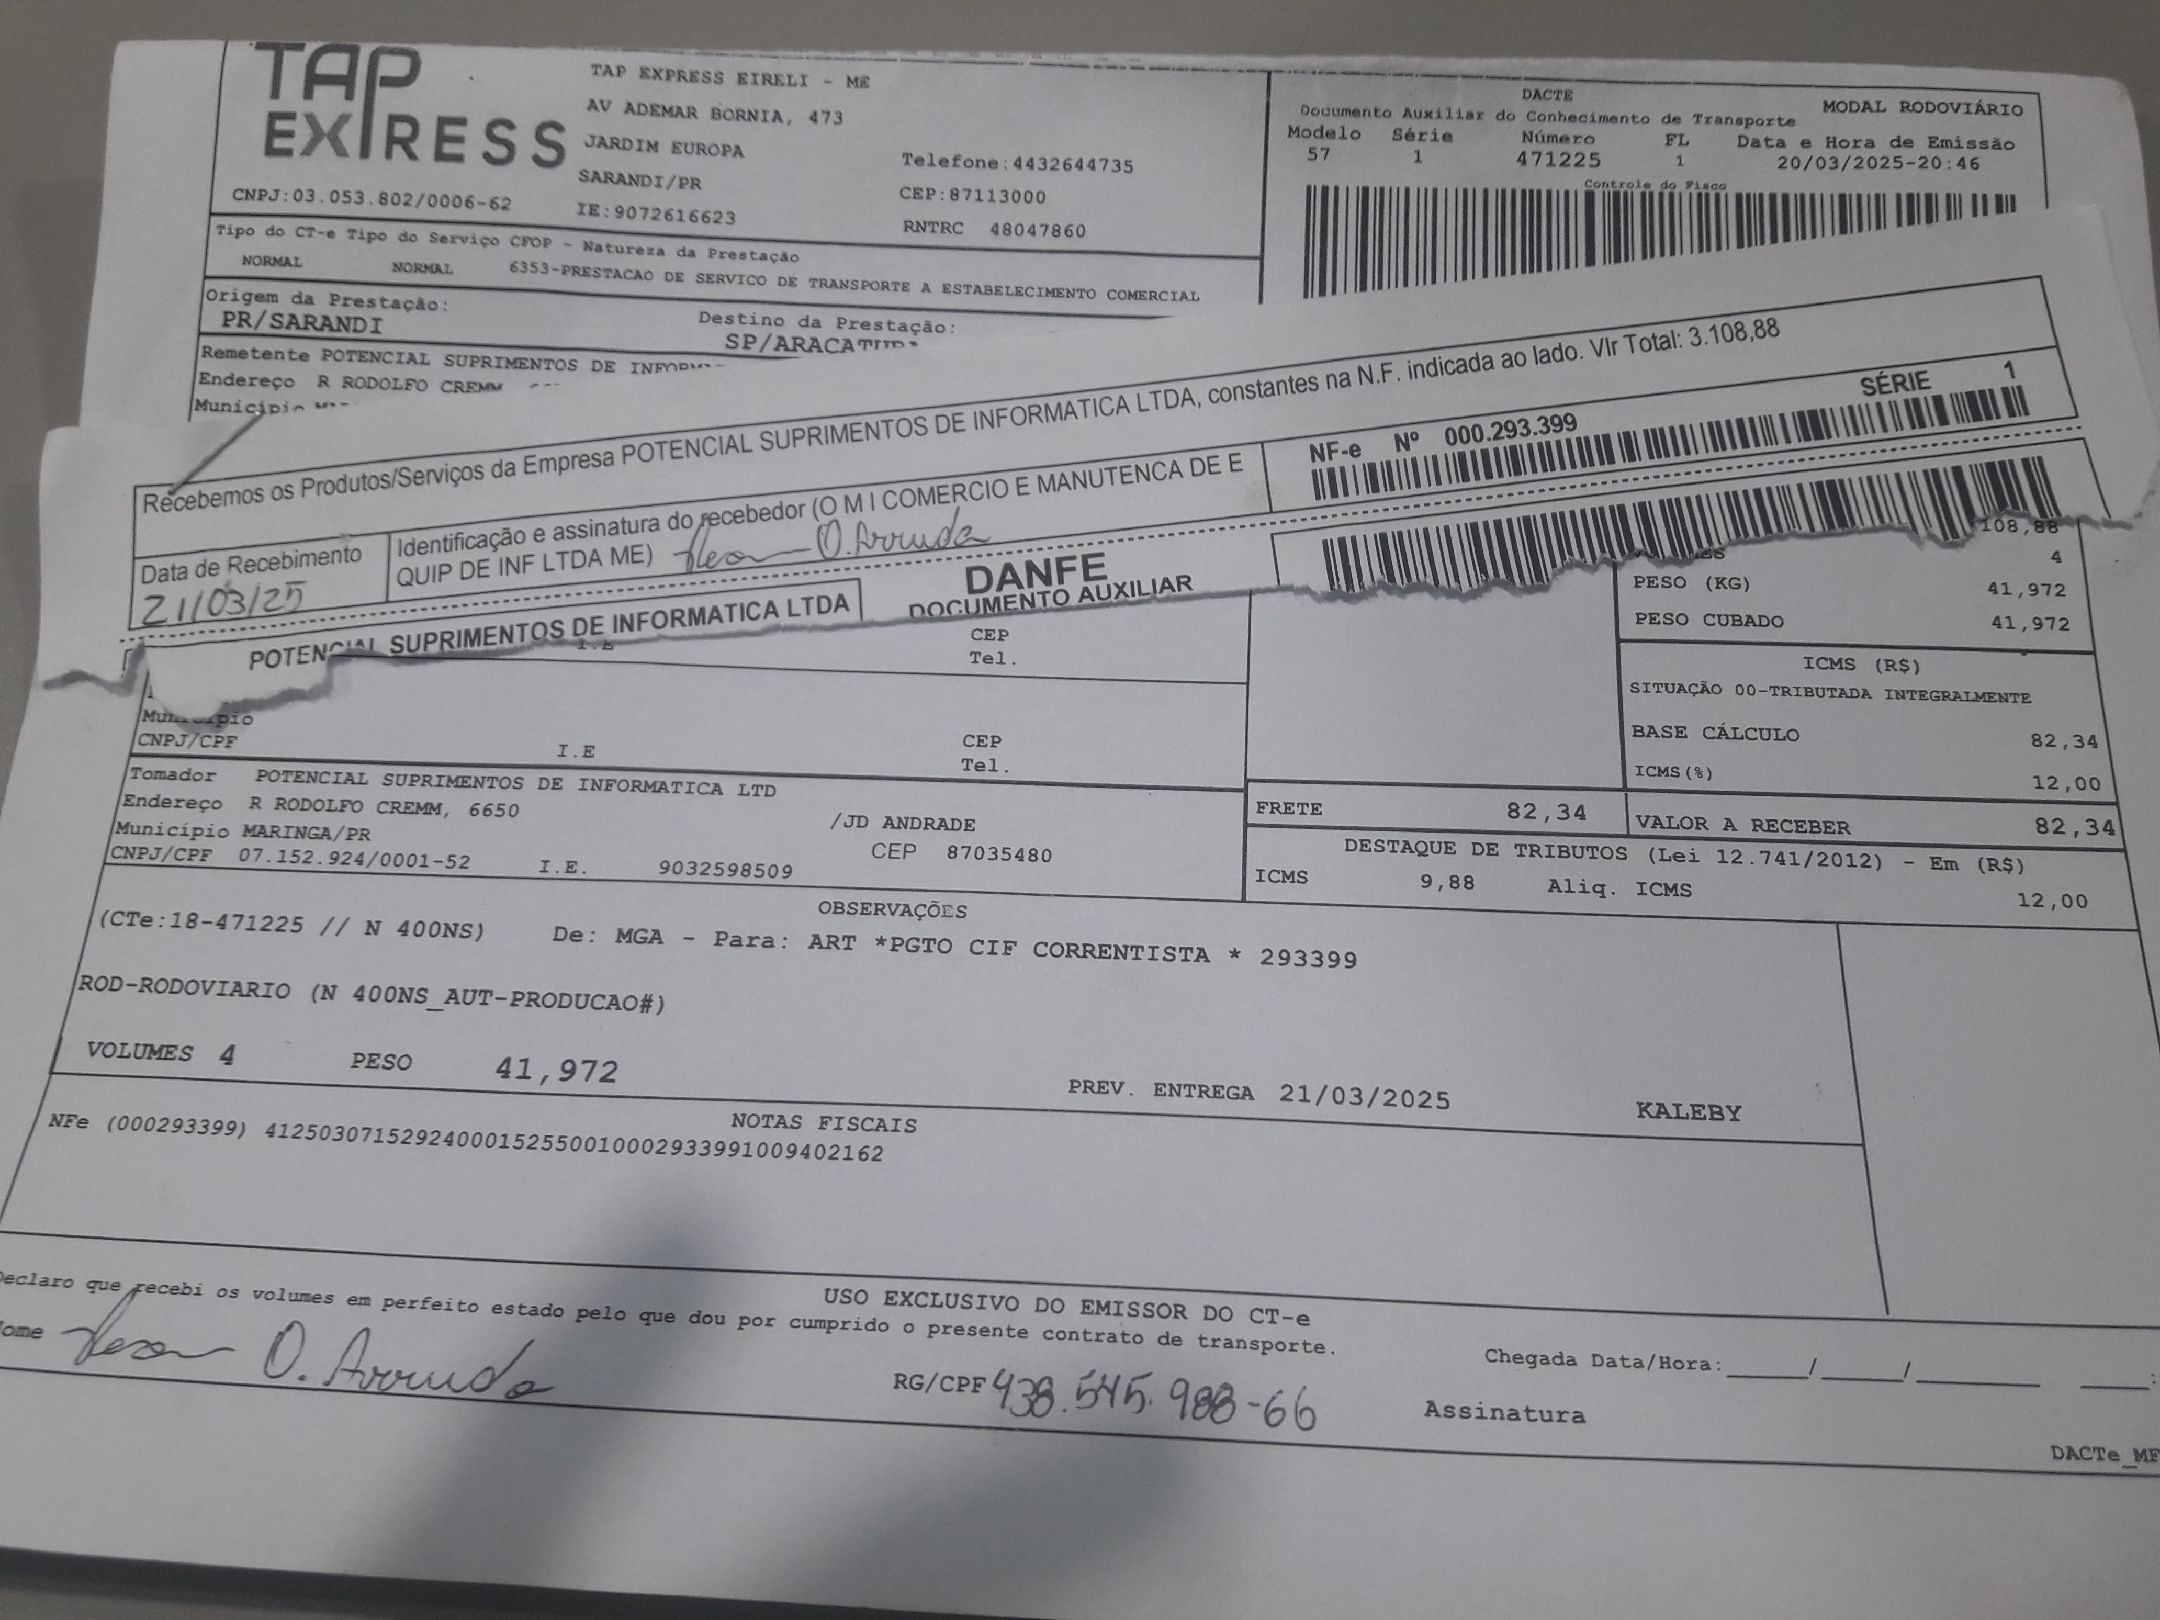 TAP
EXPRESS
TAP EXPRESS EIRELI - ME
AV ADEMAR BORNIA, 473
JARDIM EUROPA
SARANDI/PR
IE:9072616623
CNPJ:03.053.802/0006-62
Telefone:4432644735
CEP:87113000
RNTRC 48047860
DACTE
Documento Auxiliar do Conhecimento de Transporte
MODAL RODOVIÁRIO
Modelo Série Número FL Data e Hora de Emissão
57 1 471225 1 20/03/2025-20:46
Controle do Fisco
Tipo do CT-e Tipo do Serviço CFOP - Natureza da Prestação
NORMAL NORMAL 6353-PRESTACAO DE SERVICO DE TRANSPORTE A ESTABELECIMENTO COMERCIAL
Origem da Prestação:
PR/SARANDI
Destino da Prestação:
SP/
Remetente POTENCIAL SUPRIMENTOS DE
Endereço R RODOLFO CREMM
Município
Recebemos os Produtos/Serviços da Empresa POTENCIAL SUPRIMENTOS DE INFORMATICA LTDA, constantes na N.F. indicada ao lado. Vlr Total: 3.108,88
Data de Recebimento
21/03/25
Identificação e assinatura do recebedor (O M I COMERCIO E MANUTENCA DE E
QUIP DE INF LTDA ME) O. Arruda
NF-e Nº 000.293.399 SÉRIE 1
POTENCIAL SUPRIMENTOS DE INFORMATICA LTDA
DANFE
DOCUMENTO AUXILIAR
108,88
4
PESO (KG) 41,972
PESO CUBADO 41,972
ICMS (R$)
SITUAÇÃO 00-TRIBUTADA INTEGRALMENTE
BASE CÁLCULO 82,34
ICMS(%) 12,00
CEP
Tel.
Município
CNPJ/CPF I.E CEP
Tel.
Tomador POTENCIAL SUPRIMENTOS DE INFORMATICA LTD
Endereço R RODOLFO CREMM, 6650 /JD ANDRADE
Município MARINGA/PR CEP 87035480
CNPJ/CPF 07.152.924/0001-52 I.E. 9032598509
FRETE 82,34 VALOR A RECEBER 82,34
DESTAQUE DE TRIBUTOS (Lei 12.741/2012) - Em (R$)
ICMS 9,88 Aliq. ICMS 12,00
OBSERVAÇÕES
(CTe:18-471225 // N 400NS) De: MGA - Para: ART *PGTO CIF CORRENTISTA * 293399
ROD-RODOVIARIO (N 400NS_AUT-PRODUCAO#)
VOLUMES 4 PESO 41,972 PREV. ENTREGA 21/03/2025 KALEBY
NOTAS FISCAIS
NFe (000293399) 41250307152924000152550010002933991009402162
USO EXCLUSIVO DO EMISSOR DO CT-e
Declaro que recebi os volumes em perfeito estado pelo que dou por cumprido o presente contrato de transporte.
Nome O. Arruda
RG/CPF 438.545.988-66
Chegada Data/Hora:____/____/______ ___:
Assinatura
DACTe_MF